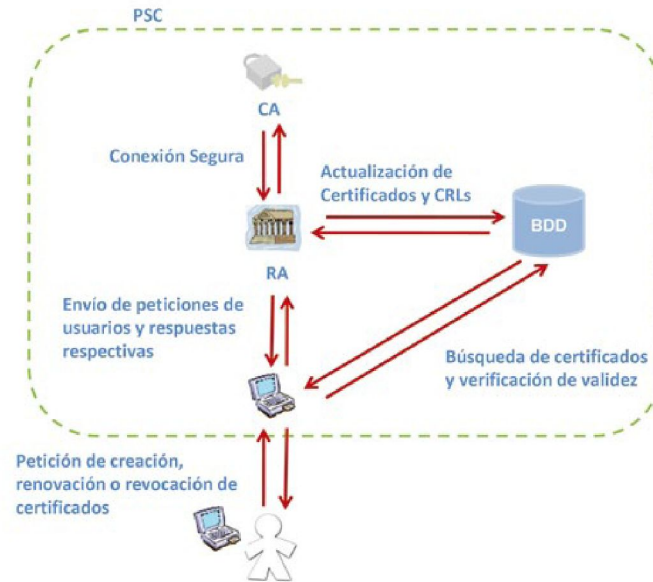 PSC
CA
Conexión Segura
Actualización de
Certificados y CRLs
BDD
RA
Envío de peticiones de
usuarios y respuestas
respectivas
Búsqueda de certificados
y verificación de validez
Petición de creación,
renovación o revocación de
certificados